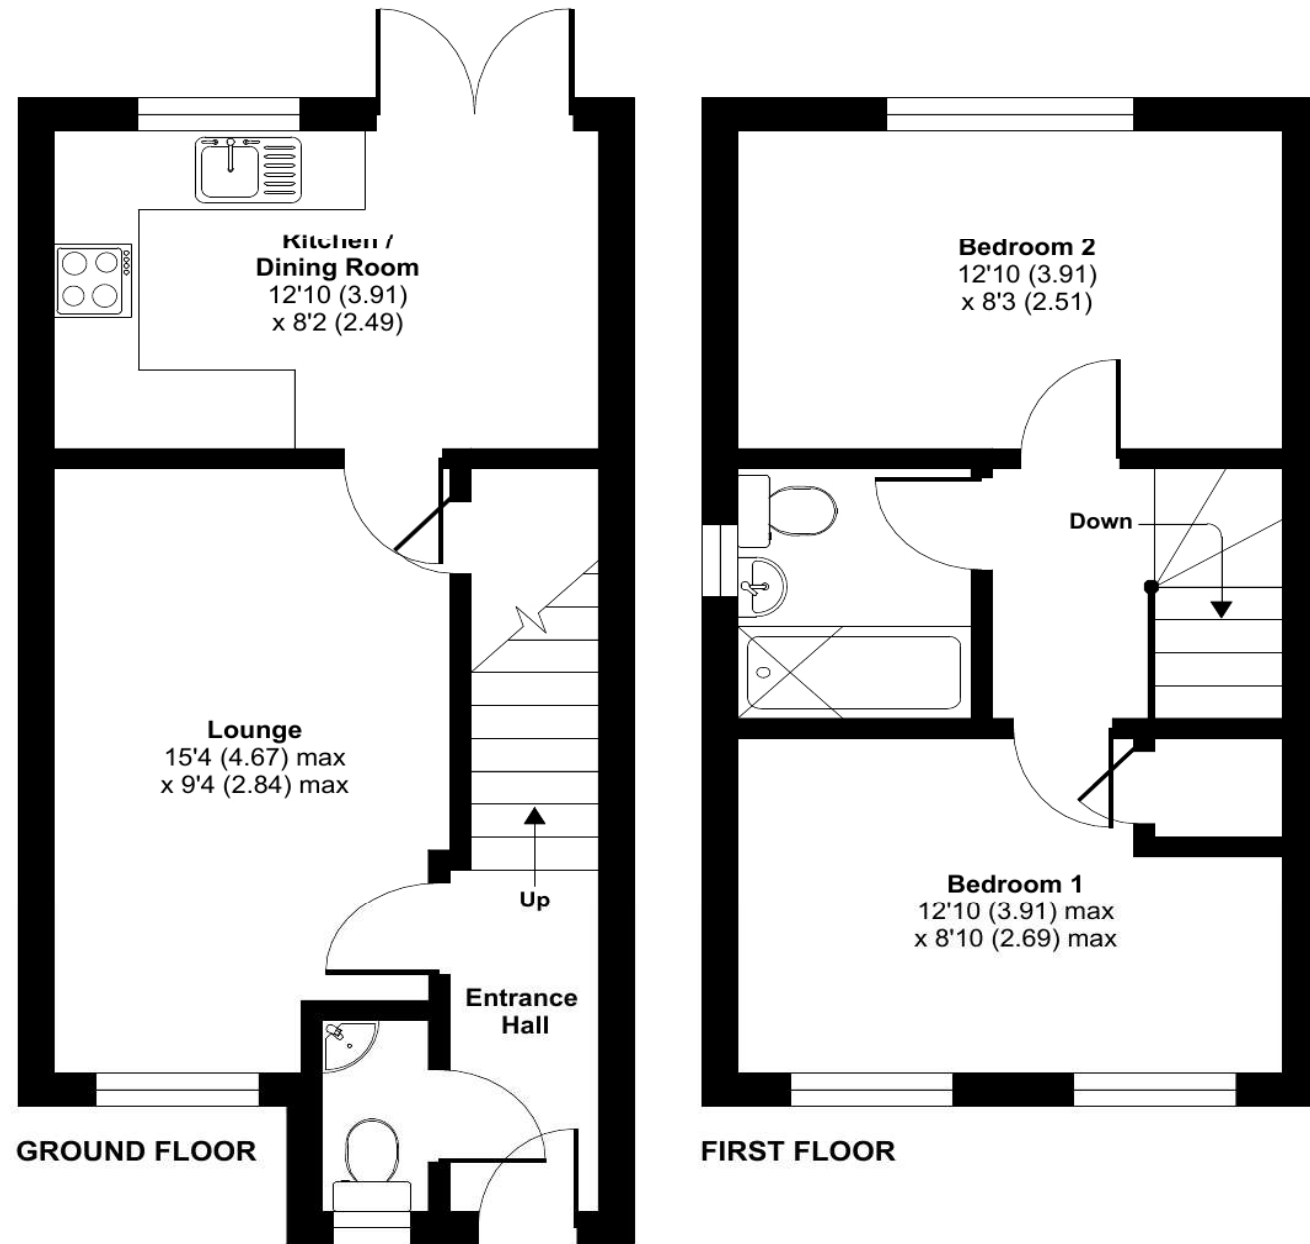 Kitchen /
Dining Room
12'10 (3.91)
x 8'2 (2.49)
Lounge
15'4 (4.67) max
x 9'4 (2.84) max
Up
Entrance
Hall
GROUND FLOOR
Bedroom 2
12'10 (3.91)
x 8'3 (2.51)
Down
Bedroom 1
12'10 (3.91) max
x 8'10 (2.69) max
FIRST FLOOR